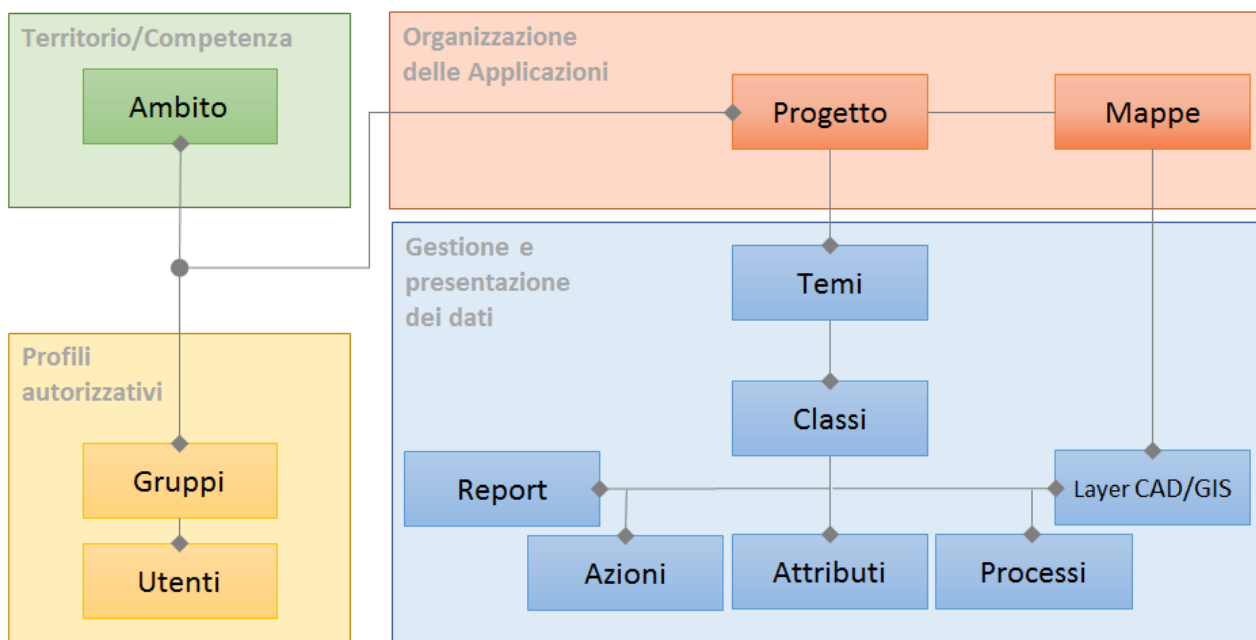 Territorio/Competenza
Ambito
Organizzazione
delle Applicazioni
Progetto
Mappe
Gestione e
presentazione
dei dati
Temi
Classi
Report
Layer CAD/GIS
Azioni
Attributi
Processi
Profili
autorizzativi
Gruppi
Utenti